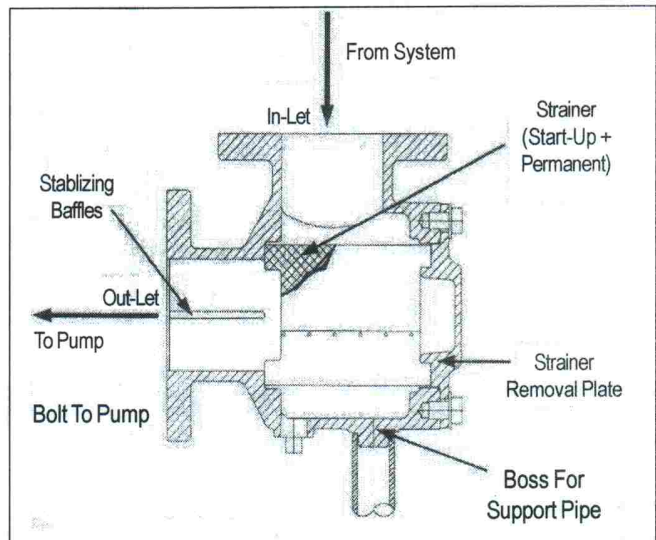 From System
In-Let
Strainer
(Start-Up +
Permanent)
Stablizing
Baffles
Out-Let
To Pump
Bolt To Pump
Strainer
Removal Plate
Boss For
Support Pipe